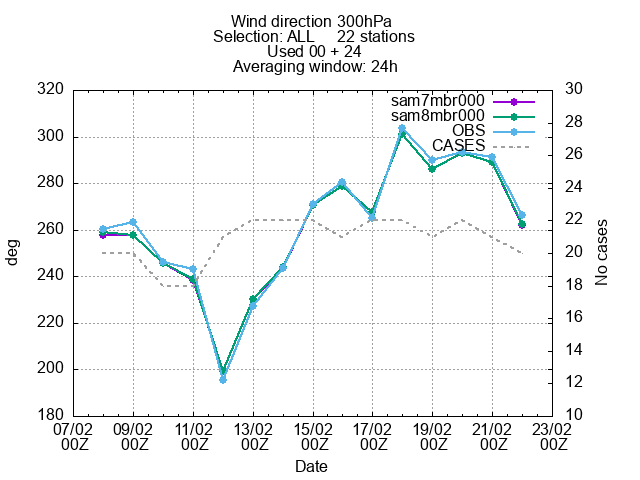 Wind direction 300hPa
Selection: ALL 22 stations
Used 00 + 24
Averaging window: 24h
sam7mbr000
sam8mbr000
OBS
CASES
320
300
280
260
240
220
200
180
deg
30
28
26
24
22
20
18
16
14
12
10
No cases
07/02 09/02 11/02 13/02 15/02 17/02 19/02 21/02 23/02
00Z 00Z 00Z 00Z 00Z 00Z 00Z 00Z 00Z
Date